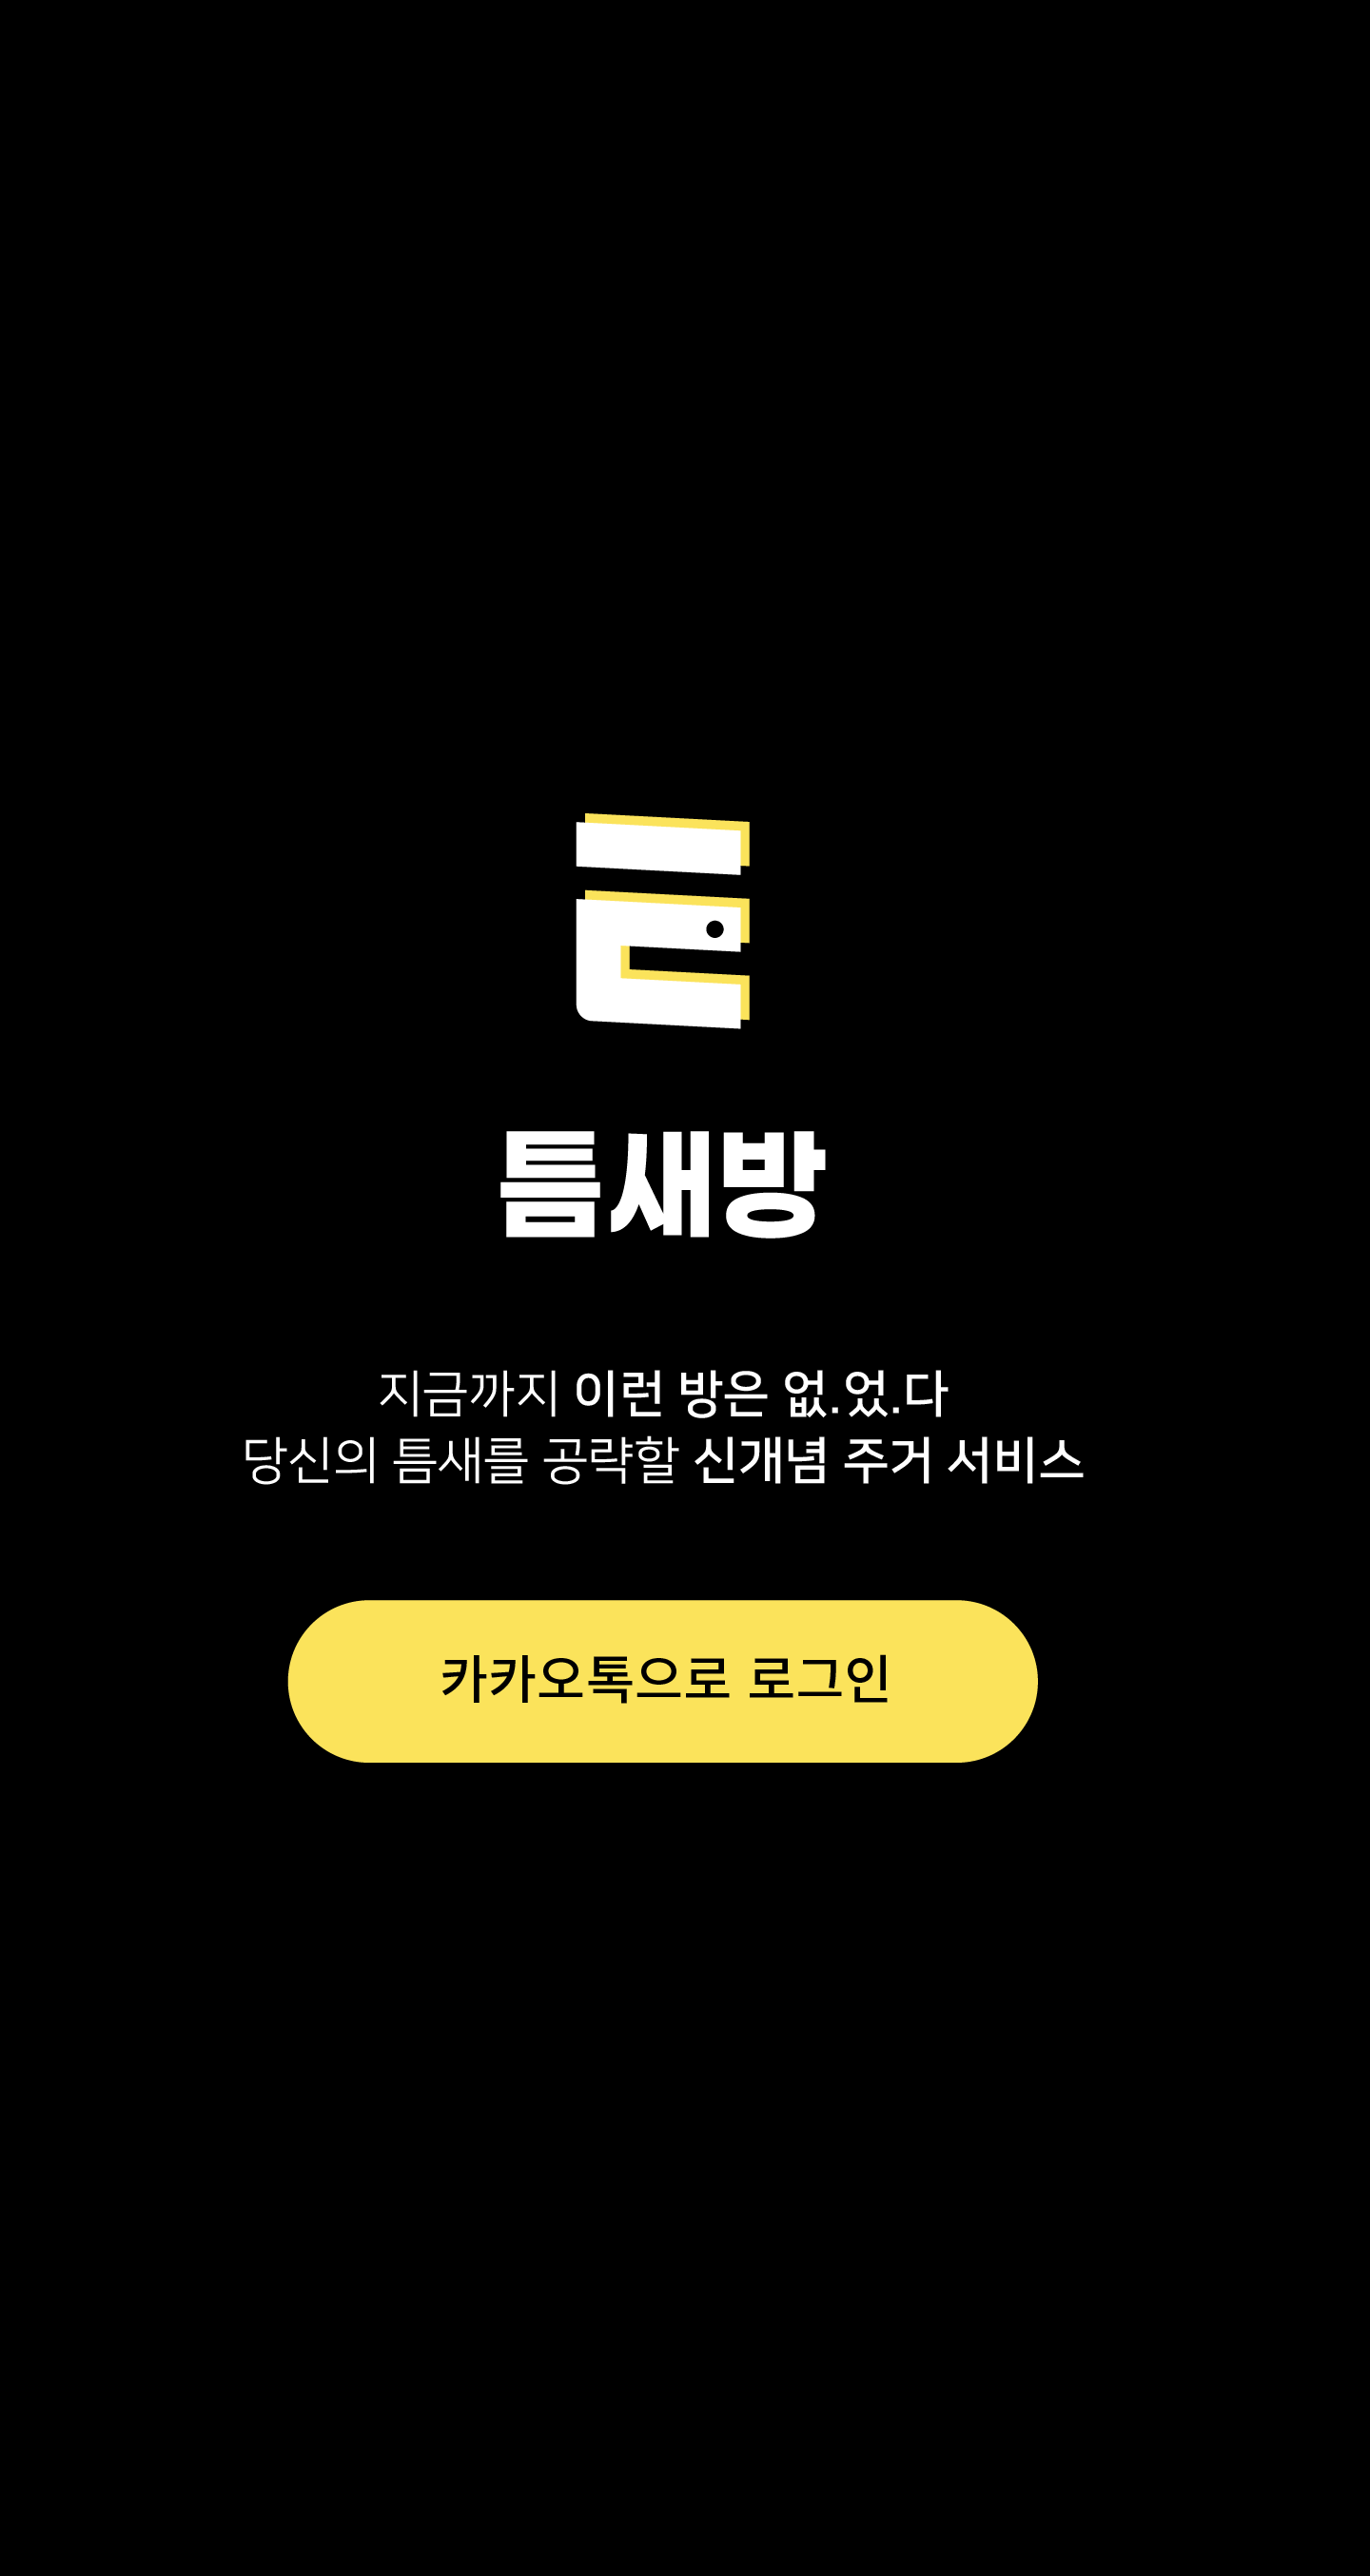 틈새방
지금까지 이런 방은 없.었.다
당신의 틈새를 공략할 신개념 주거 서비스
카카오톡으로 로그인